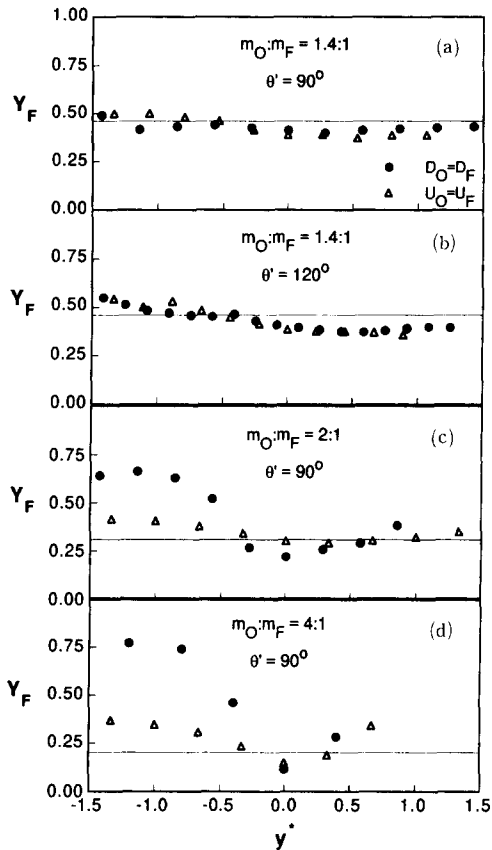 1.00
m_O:m_F = 1.4:1 (a)
0.75
θ' = 90°
Y_F 0.50
0.25
● D_O=D_F
△ U_O=U_F
0.00
m_O:m_F = 1.4:1 (b)
0.75
θ' = 120°
Y_F 0.50
0.25
0.00
m_O:m_F = 2:1 (c)
0.75
θ' = 90°
Y_F 0.50
0.25
0.00
m_O:m_F = 4:1 (d)
0.75
θ' = 90°
Y_F 0.50
0.25
0.00
-1.5 -1.0 -0.5 0.0 0.5 1.0 1.5
y*